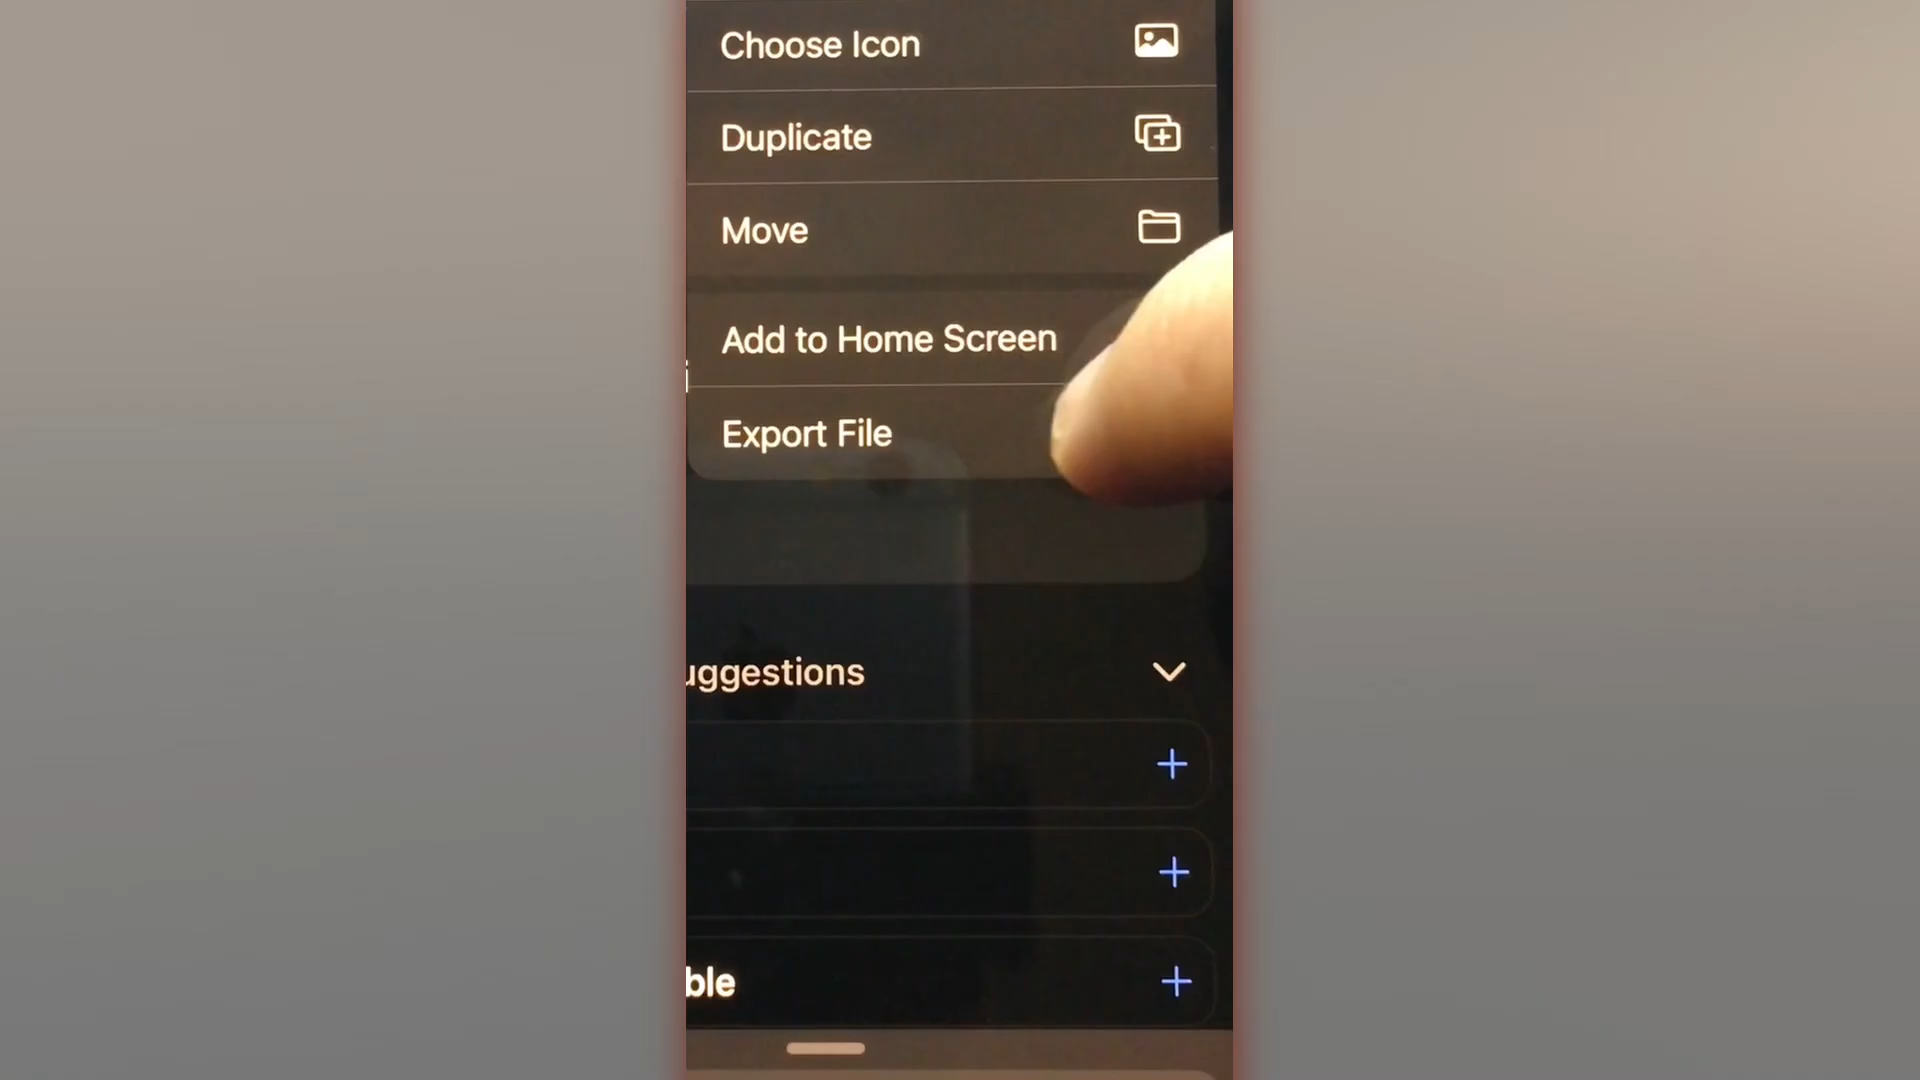 Choose Icon
Duplicate
Move
Add to Home Screen
Export File
uggestions
ble